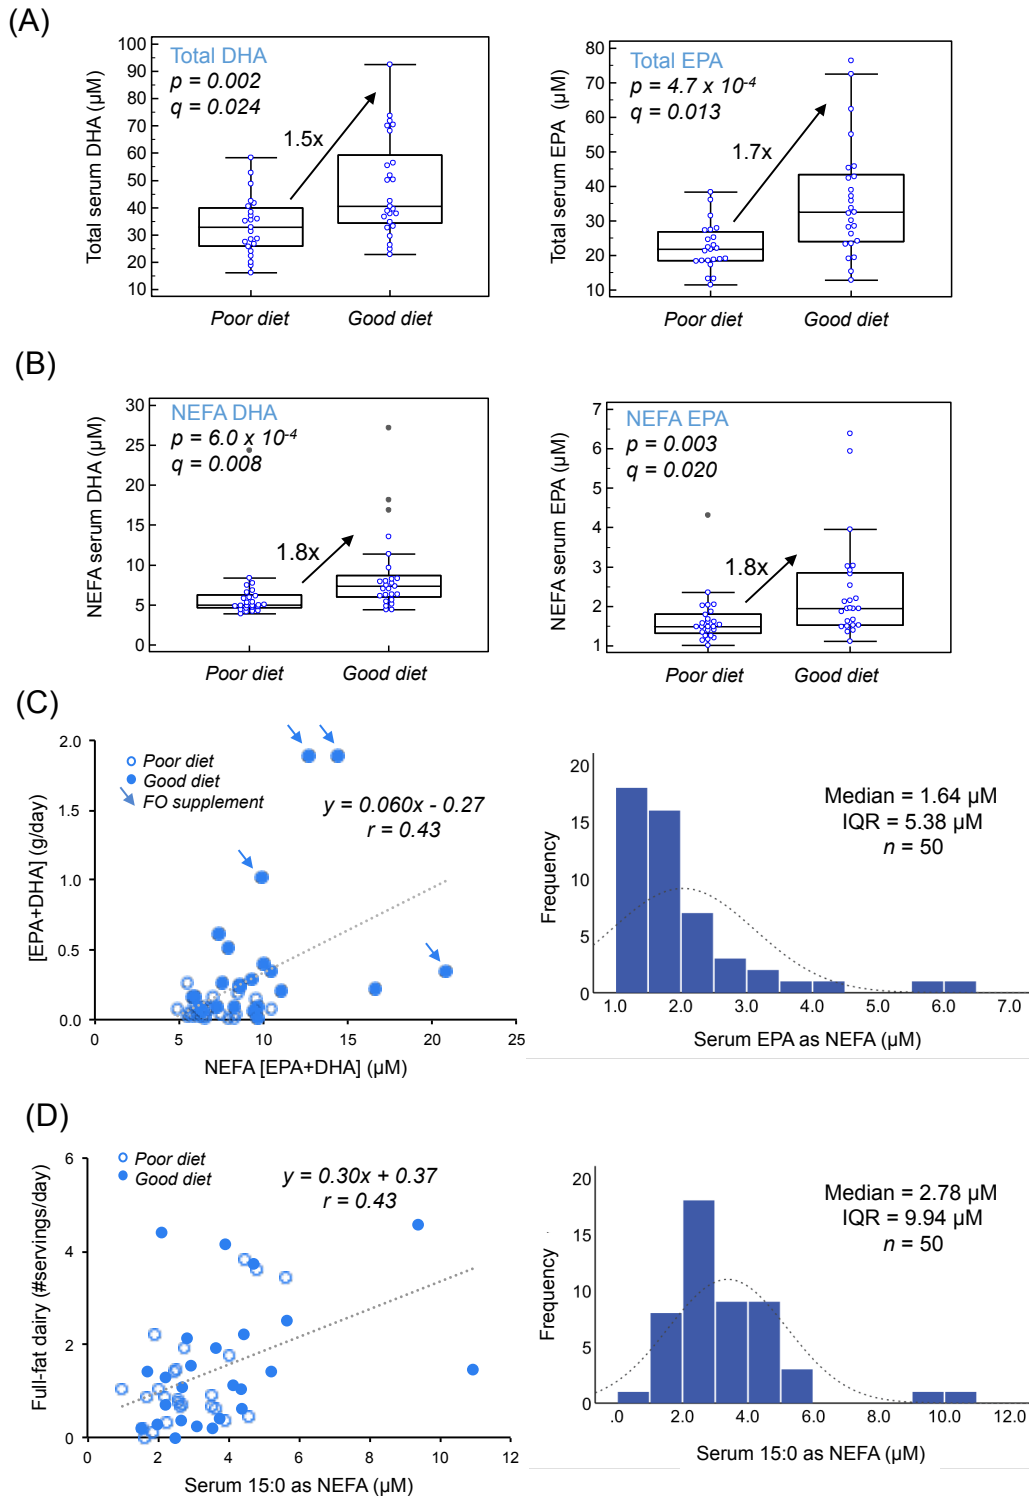 (A)
Total DHA
p = 0.002
q = 0.024
1.5x
Total serum DHA (µM)
100
90
80
70
60
50
40
30
20
10
Poor diet
Good diet
Total EPA
p = 4.7 x 10-4
q = 0.013
1.7x
Total serum EPA (µM)
80
70
60
50
40
30
20
10
Poor diet
Good diet
(B)
NEFA DHA
p = 6.0 x 10-4
q = 0.008
1.8x
NEFA serum DHA (µM)
30
25
20
15
10
5
0
Poor diet
Good diet
NEFA EPA
p = 0.003
q = 0.020
1.8x
NEFA serum EPA (µM)
7
6
5
4
3
2
1
Poor diet
Good diet
(C)
Poor diet
Good diet
FO supplement
y = 0.060x - 0.27
r = 0.43
[EPA+DHA] (g/day)
2.0
1.5
1.0
0.5
0.0
0
5
10
15
20
25
NEFA [EPA+DHA] (µM)
Median = 1.64 µM
IQR = 5.38 µM
n = 50
Frequency
20
15
10
5
0
1.0
2.0
3.0
4.0
5.0
6.0
7.0
Serum EPA as NEFA (µM)
(D)
Poor diet
Good diet
y = 0.30x + 0.37
r = 0.43
Full-fat dairy (#servings/day)
6
4
2
0
0
2
4
6
8
10
12
Serum 15:0 as NEFA (µM)
Median = 2.78 µM
IQR = 9.94 µM
n = 50
Frequency
20
15
10
5
0
.0
2.0
4.0
6.0
8.0
10.0
12.0
Serum 15:0 as NEFA (µM)